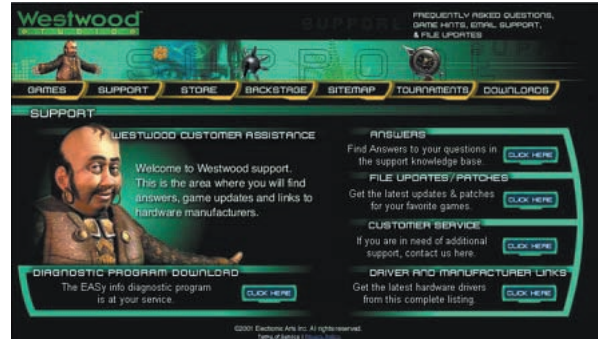 Westwood
STUDIOS
SUPPORT
FREQUENTLY ASKED QUESTIONS,
GAME HINTS, EMAIL SUPPORT,
& FILE UPDATES
GAMES
SUPPORT
STORE
BACKSTAGE
SITEMAP
TOURNAMENTS
DOWNLOADS
SUPPORT
WESTWOOD CUSTOMER ASSISTANCE
Welcome to Westwood support.
This is the area where you will find
answers, game updates and links to
hardware manufacturers.
DIAGNOSTIC PROGRAM DOWNLOAD
The EASy info diagnostic program
is at your service.
CLICK HERE
ANSWERS
Find Answers to your questions in
the support knowledge base.
CLICK HERE
FILE UPDATES/PATCHES
Get the latest updates & patches
for your favorite games.
CLICK HERE
CUSTOMER SERVICE
If you are in need of additional
support, contact us here.
CLICK HERE
DRIVER AND MANUFACTURER LINKS
Get the latest hardware drivers
from this complete listing.
CLICK HERE
©2001 Electronic Arts Inc. All rights reserved.
Terms of Service | Privacy Policy